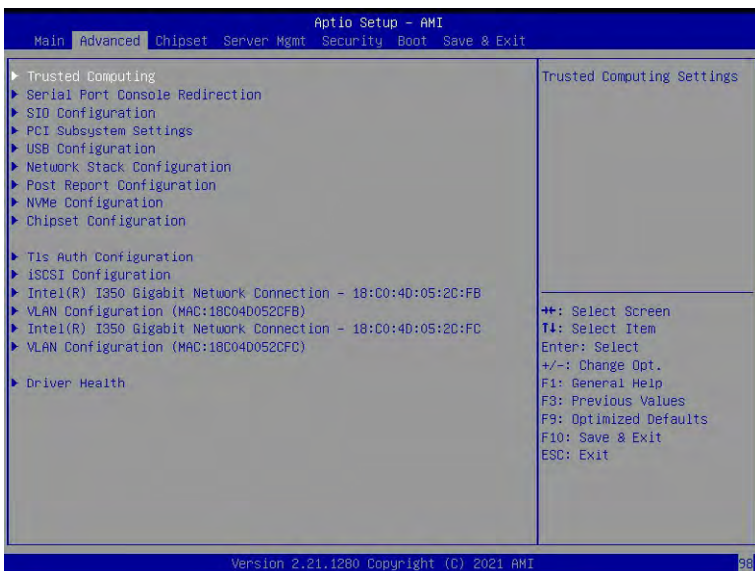 Aptio Setup - AMI
Main Advanced Chipset Server Mgmt Security Boot Save & Exit
Trusted Computing
Serial Port Console Redirection
SIO Configuration
PCI Subsystem Settings
USB Configuration
Network Stack Configuration
Post Report Configuration
NVMe Configuration
Chipset Configuration
Tls Auth Configuration
iSCSI Configuration
Intel(R) I350 Gigabit Network Connection - 18:C0:4D:05:2C:FB
VLAN Configuration (MAC:18C04D052CFB)
Intel(R) I350 Gigabit Network Connection - 18:C0:4D:05:2C:FC
VLAN Configuration (MAC:18C04D052CFC)
Driver Health
Trusted Computing Settings
→←: Select Screen
↑↓: Select Item
Enter: Select
+/-: Change Opt.
F1: General Help
F3: Previous Values
F9: Optimized Defaults
F10: Save & Exit
ESC: Exit
Version 2.21.1280 Copyright (C) 2021 AMI
98